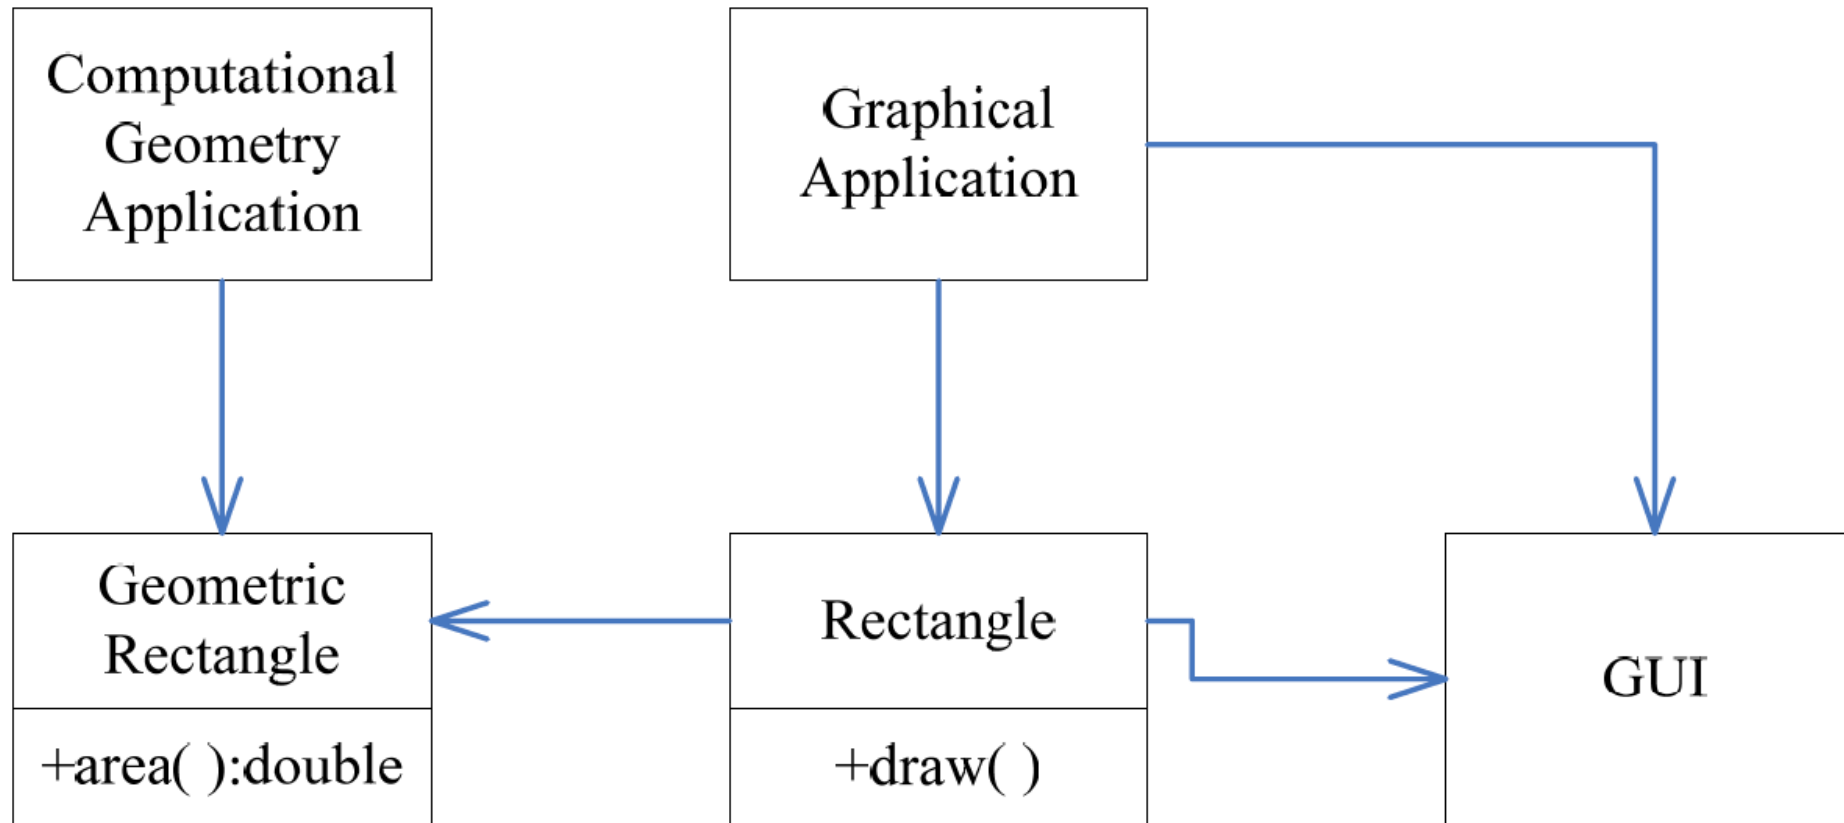 Computational
Geometry
Application
Graphical
Application
Geometric
Rectangle
+area( ):double
Rectangle
+draw( )
GUI